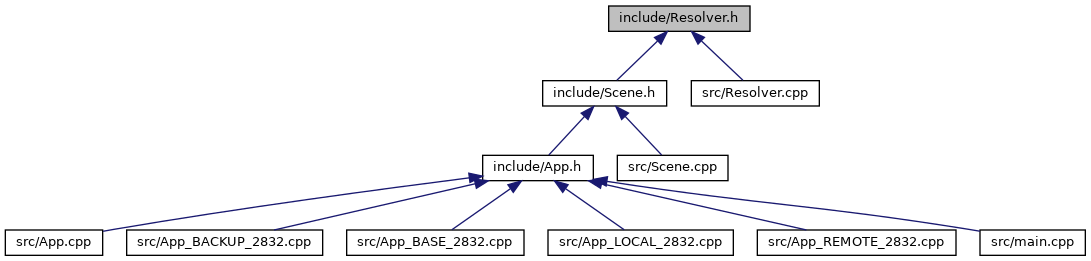 include/Resolver.h
include/Scene.h
src/Resolver.cpp
include/App.h
src/Scene.cpp
src/App.cpp
src/App_BACKUP_2832.cpp
src/App_BASE_2832.cpp
src/App_LOCAL_2832.cpp
src/App_REMOTE_2832.cpp
src/main.cpp